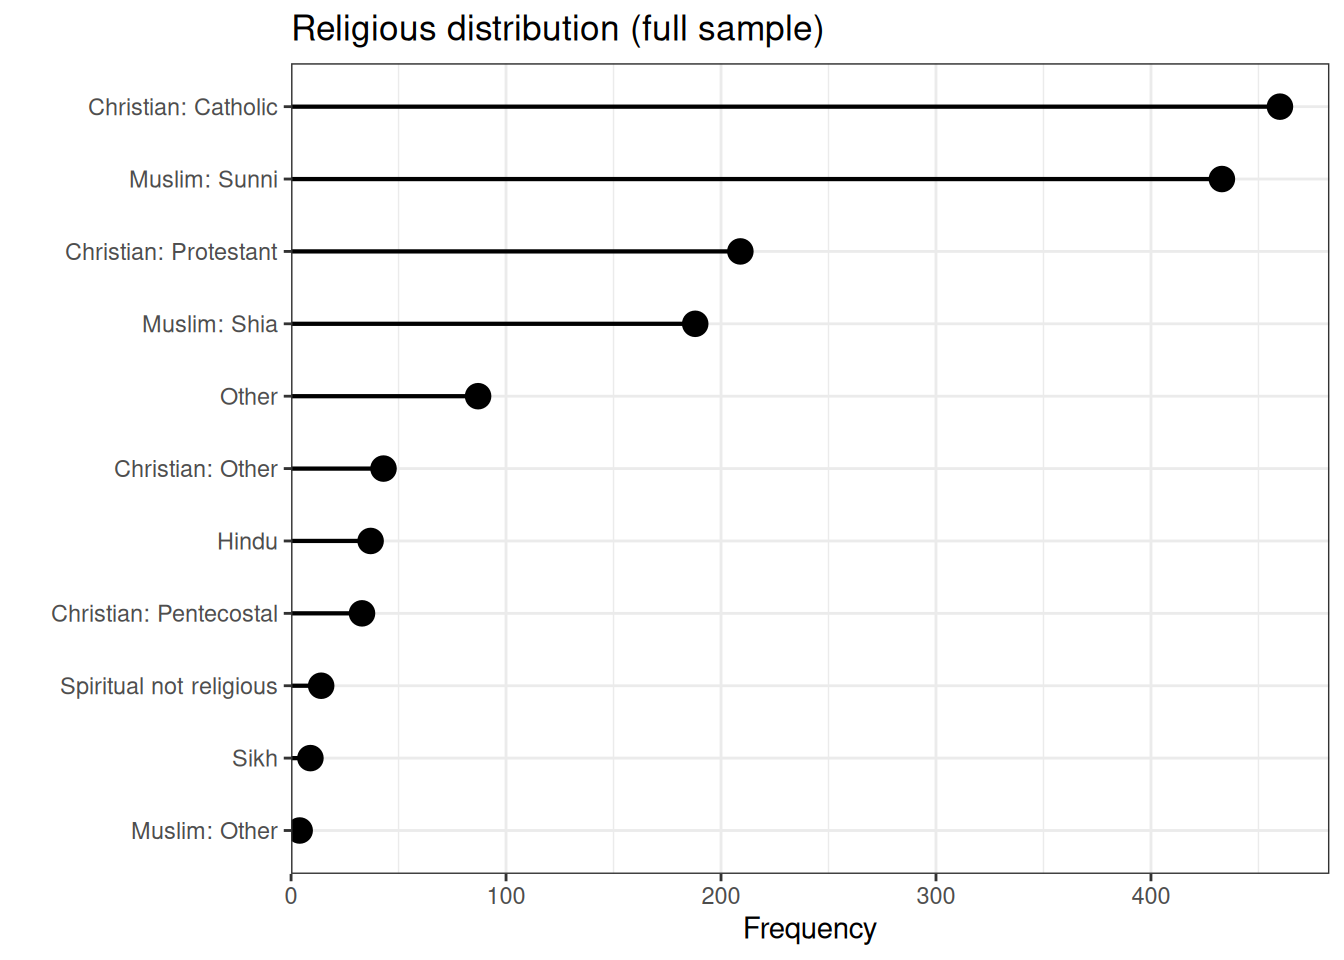 Religious distribution (full sample)
Christian: Catholic
Muslim: Sunni
Christian: Protestant
Muslim: Shia
Other
Christian: Other
Hindu
Christian: Pentecostal
Spiritual not religious
Sikh
Muslim: Other
0 100 200 300 400
Frequency